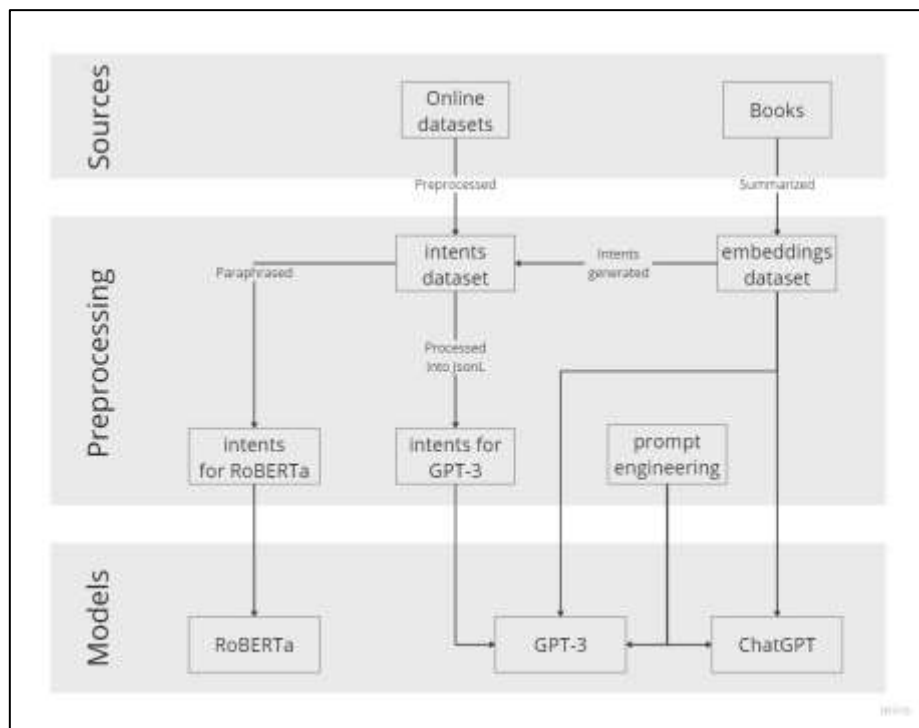 Sources
Online
datasets
Books
Preprocessed
Summarized
Preprocessing
intents
dataset
Intents
generated
embeddings
dataset
Paraphrased
Processed
into JsonL
intents
for RoBERTa
intents for
GPT-3
prompt
engineering
Models
RoBERTa
GPT-3
ChatGPT
miro